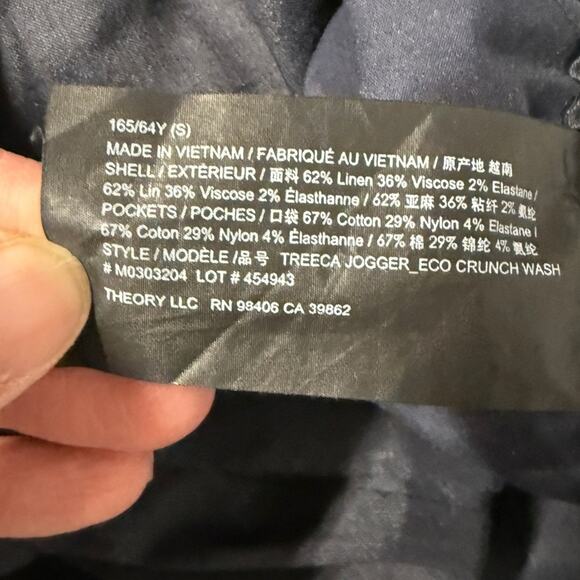 165/64Y (S)
MADE IN VIETNAM / FABRIQUÉ AU VIETNAM / 原产地 越南
SHELL / EXTÉRIEUR / 面料 62% Linen 36% Viscose 2% Elastane /
62% Lin 36% Viscose 2% Élasthanne / 62% 亚麻 36% 粘纤 2% 氨纶
POCKETS / POCHES / 口袋 67% Cotton 29% Nylon 4% Elastane /
67% Coton 29% Nylon 4% Élasthanne / 67% 棉 29% 锦纶 4% 氨纶
STYLE / MODÈLE /品号 TREECA JOGGER_ECO CRUNCH WASH
# M0303204 LOT # 454943
THEORY LLC RN 98406 CA 39862